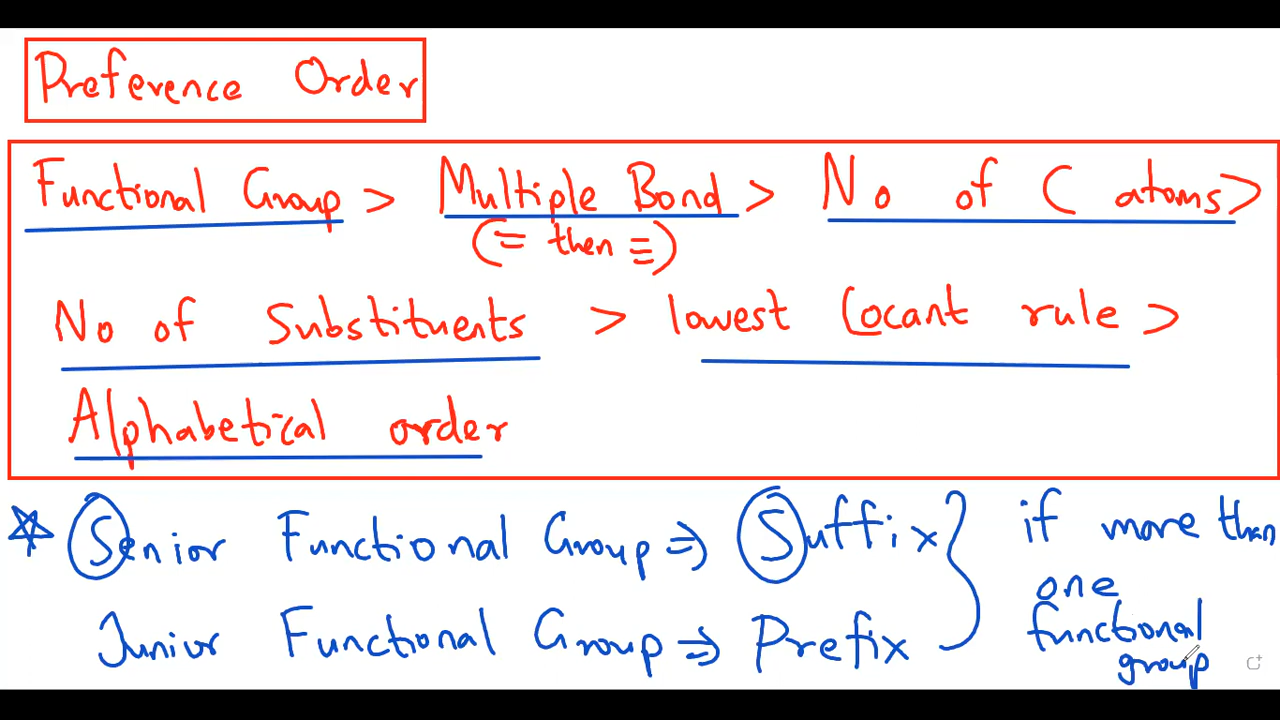 Preference Order
Functional Group > Multiple Bond > No of C atoms >
(= then ≡)
No of Substituents > lowest Locant rule >
Alphabetical order
Senior Functional Group ⇒ Suffix } if more than
one
Junior Functional Group ⇒ Prefix functional
group